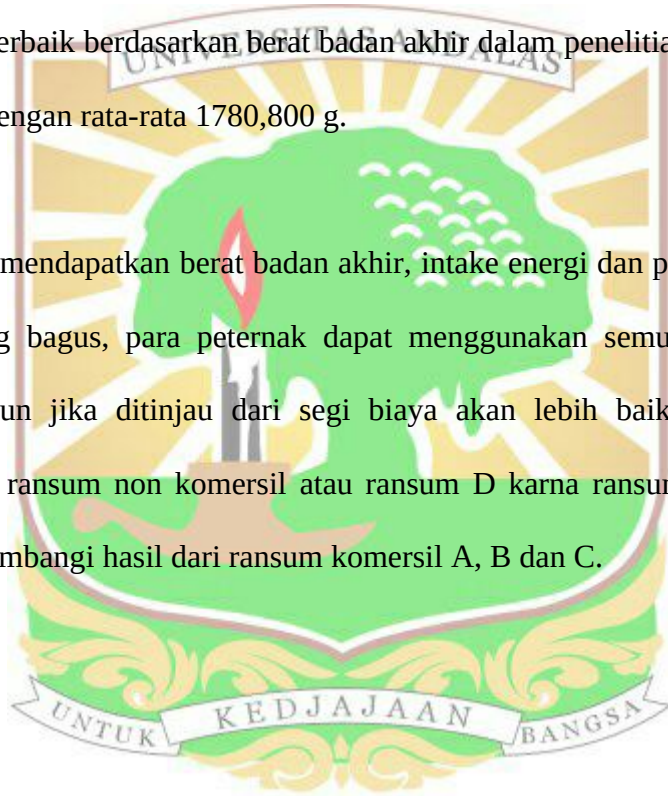 erbaik berdasarkan berat badan akhir dalam penelitia
UNIVERSITAS ANDALAS
engan rata-rata 1780,800 g.
mendapatkan berat badan akhir, intake energi dan p
g bagus, para peternak dapat menggunakan semu
un jika ditinjau dari segi biaya akan lebih baik
ransum non komersil atau ransum D karna ransum
mbangi hasil dari ransum komersil A, B dan C.
UNTUK KEDJAJAAN BANGSA